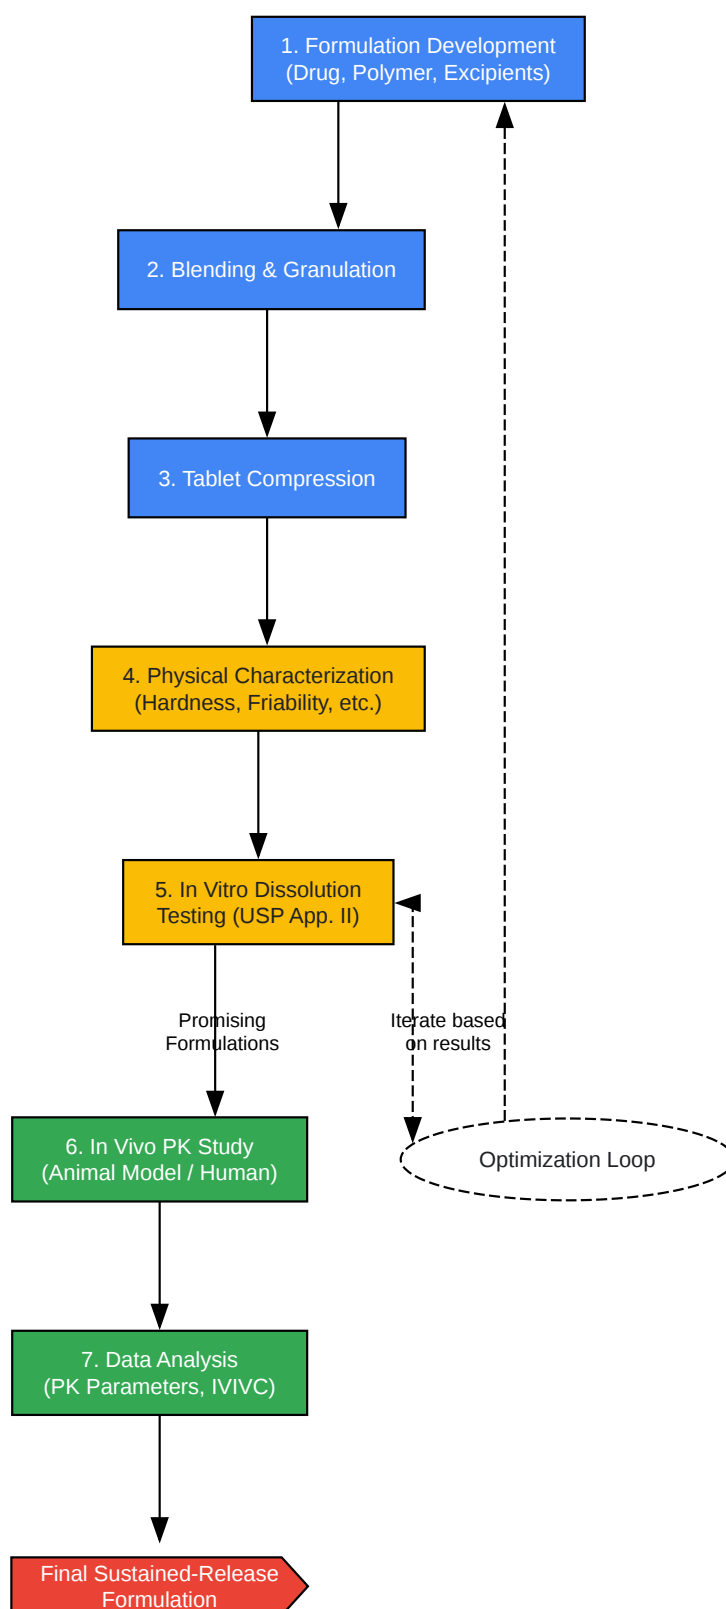 1. Formulation Development
(Drug, Polymer, Excipients)
2. Blending & Granulation
3. Tablet Compression
4. Physical Characterization
(Hardness, Friability, etc.)
5. In Vitro Dissolution
Testing (USP App. II)
Promising
Formulations
Iterate based
on results
6. In Vivo PK Study
(Animal Model / Human)
Optimization Loop
7. Data Analysis
(PK Parameters, IVIVC)
Final Sustained-Release
Formulation